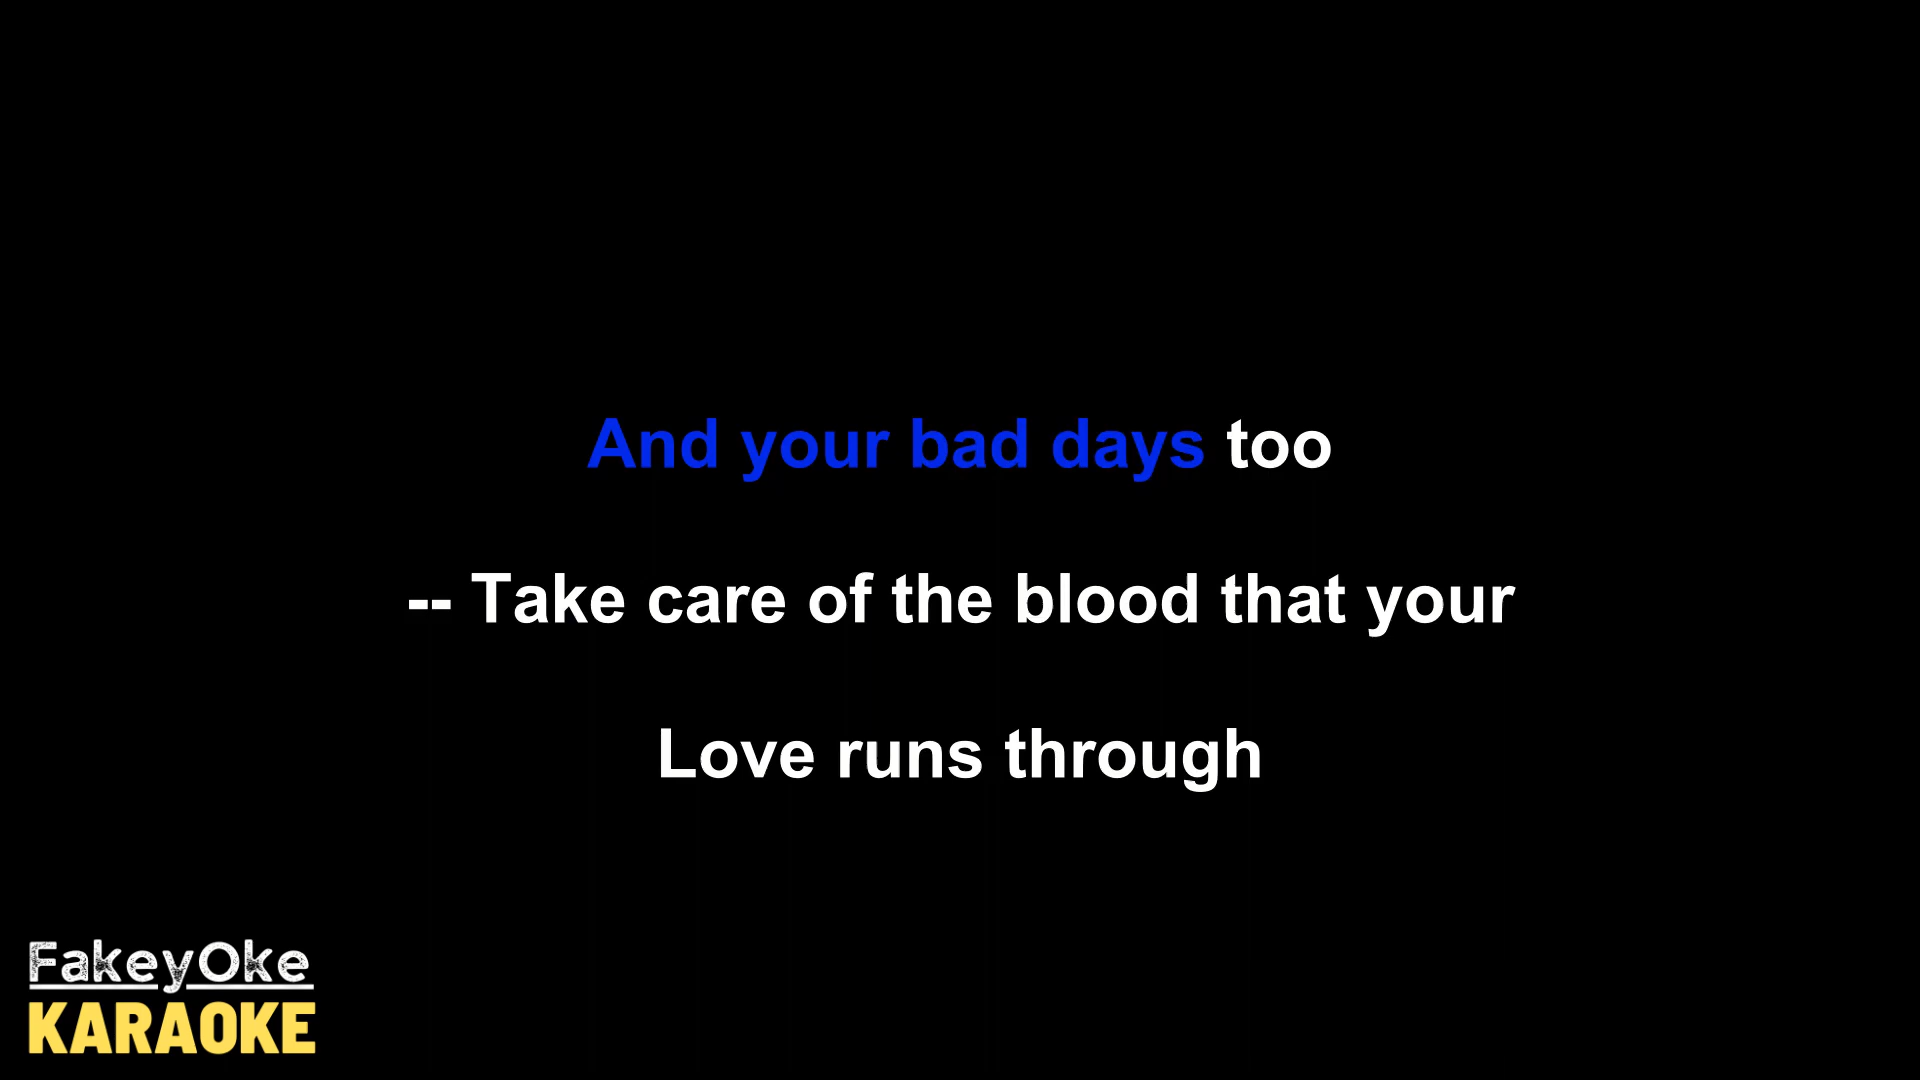 And your bad days too
-- Take care of the blood that your
Love runs through
FakeyOke
KARAOKE